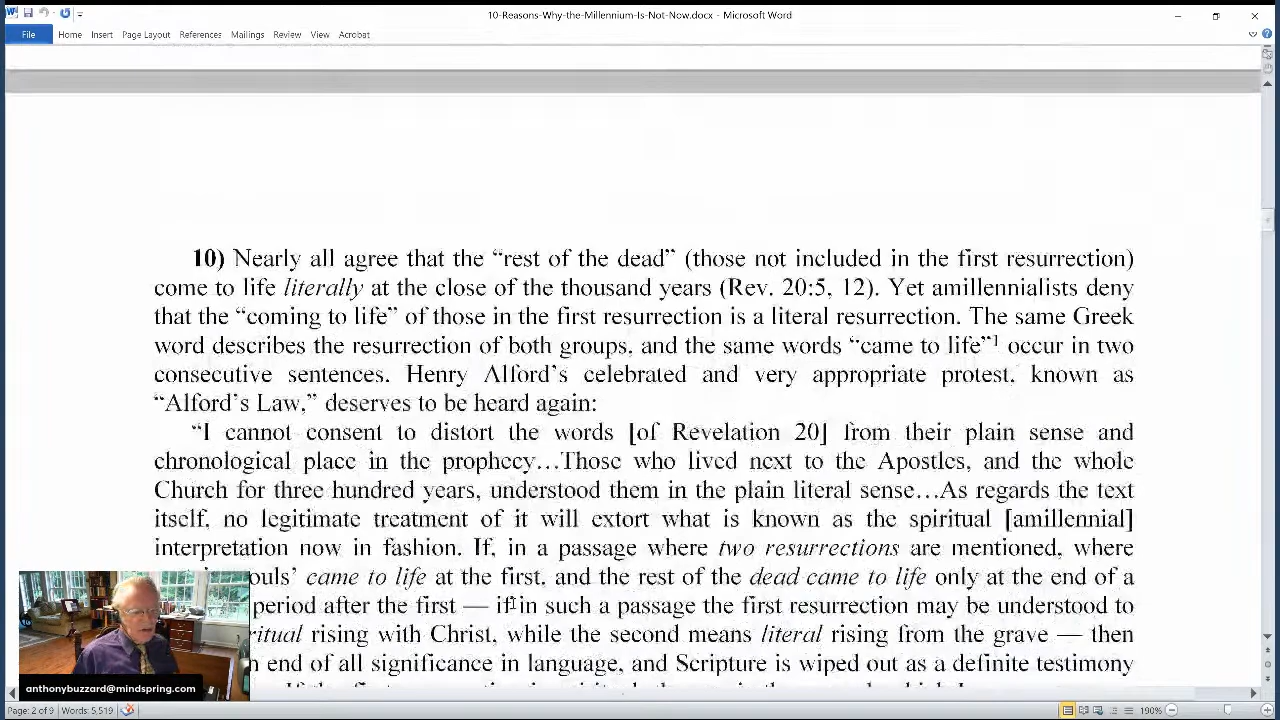 10-Reasons-Why-the-Millennium-Is-Not-Now.docx - Microsoft Word
File Home Insert Page Layout References Mailings Review View Acrobat
10) Nearly all agree that the “rest of the dead” (those not included in the first resurrection)
come to life literally at the close of the thousand years (Rev. 20:5, 12). Yet amillennialists deny
that the “coming to life” of those in the first resurrection is a literal resurrection. The same Greek
word describes the resurrection of both groups, and the same words “came to life”1 occur in two
consecutive sentences. Henry Alford’s celebrated and very appropriate protest, known as
“Alford’s Law,” deserves to be heard again:
“I cannot consent to distort the words [of Revelation 20] from their plain sense and
chronological place in the prophecy…Those who lived next to the Apostles, and the whole
Church for three hundred years, understood them in the plain literal sense…As regards the text
itself, no legitimate treatment of it will extort what is known as the spiritual [amillennial]
interpretation now in fashion. If, in a passage where two resurrections are mentioned, where
ouls’ came to life at the first, and the rest of the dead came to life only at the end of a
period after the first — if in such a passage the first resurrection may be understood to
ritual rising with Christ, while the second means literal rising from the grave — then
end of all significance in language, and Scripture is wiped out as a definite testimony
anthonybuzzard@mindspring.com
Page: 2 of 9 Words: 5,519 190%